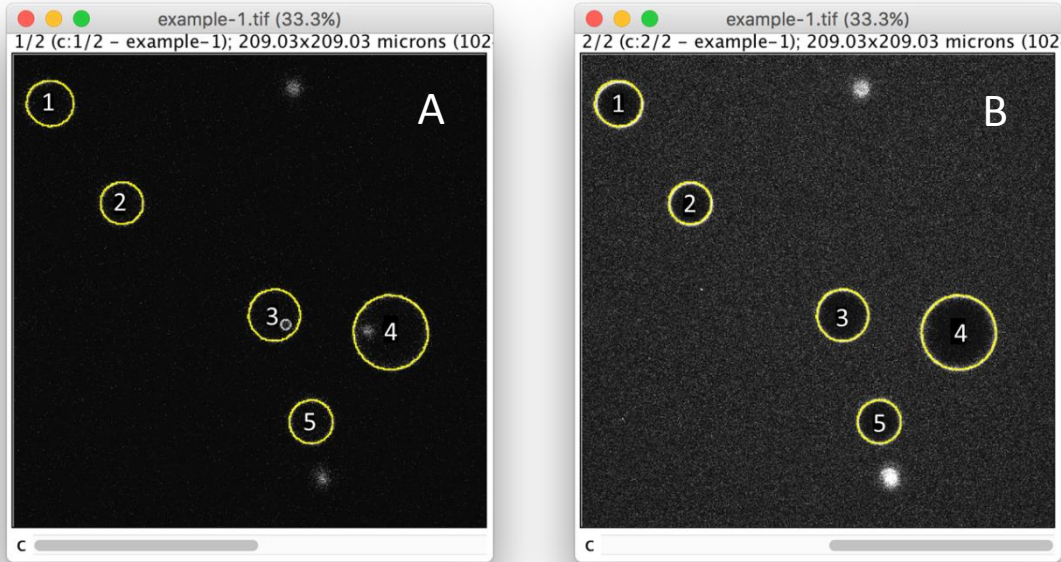 example-1.tif (33.3%)
1/2 (c:1/2 – example-1); 209.03x209.03 microns (102
A
1
2
3
4
5
c
example-1.tif (33.3%)
2/2 (c:2/2 – example-1); 209.03x209.03 microns (102
B
1
2
3
4
5
c